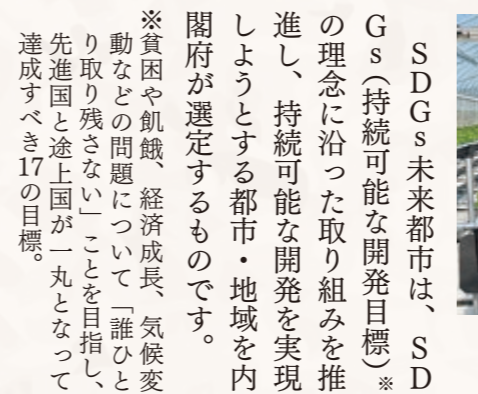 SDGs未来都市は、SD
Gs(持続可能な開発目標)※
の理念に沿った取り組みを推
進し、持続可能な開発を実現
しようとする都市・地域を内
閣府が選定するものです。
※貧困や飢餓、経済成長、気候変
動などの問題について「誰ひと
り取り残さない」ことを目指し、
先進国と途上国が一丸となって
達成すべき17の目標。